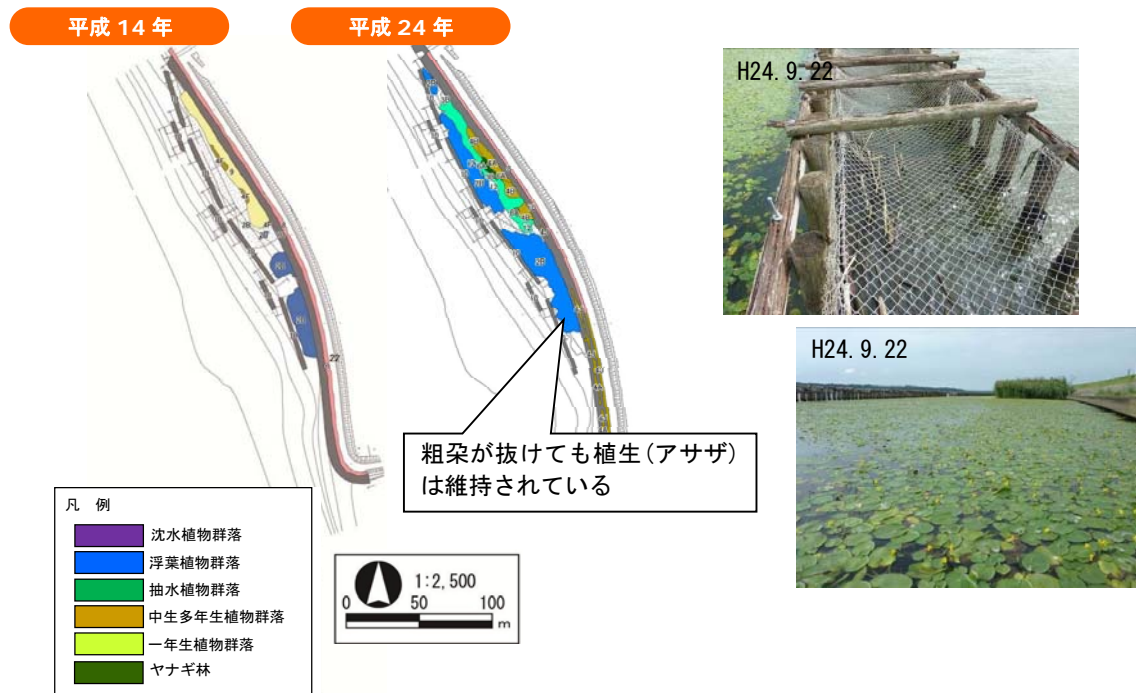 平成 14 年
平成 24 年
H24. 9. 22
H24. 9. 22
22
2B
粗朶が抜けても植生(アサザ)
は維持されている
凡 例
沈水植物群落
浮葉植物群落
抽水植物群落
中生多年生植物群落
一年生植物群落
ヤナギ林
1:2,500
0 50 100
m